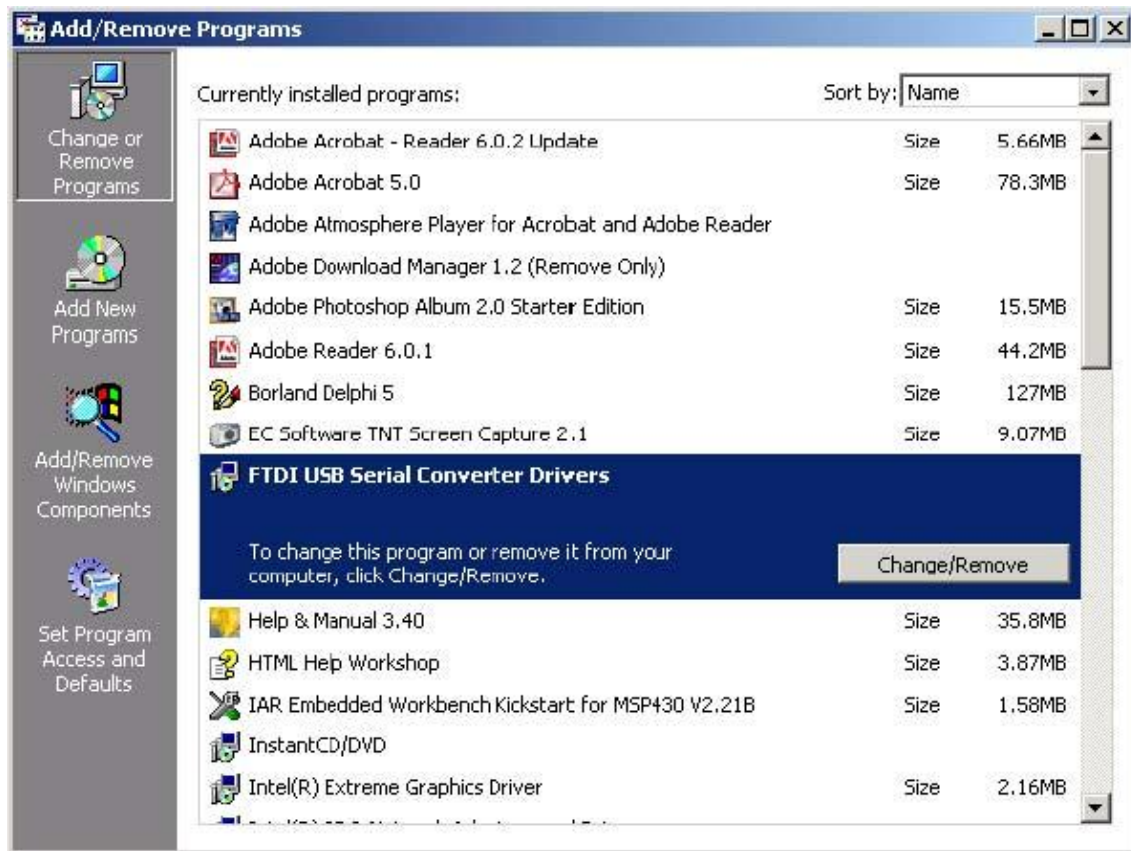 Add/Remove Programs
Change or
Remove
Programs
Add New
Programs
Add/Remove
Windows
Components
Set Program
Access and
Defaults
Currently installed programs: Sort by: Name
Adobe Acrobat - Reader 6.0.2 Update Size 5.66MB
Adobe Acrobat 5.0 Size 78.3MB
Adobe Atmosphere Player for Acrobat and Adobe Reader
Adobe Download Manager 1.2 (Remove Only)
Adobe Photoshop Album 2.0 Starter Edition Size 15.5MB
Adobe Reader 6.0.1 Size 44.2MB
Borland Delphi 5 Size 127MB
EC Software TNT Screen Capture 2.1 Size 9.07MB
FTDI USB Serial Converter Drivers
To change this program or remove it from your
computer, click Change/Remove.
Change/Remove
Help & Manual 3.40 Size 35.8MB
HTML Help Workshop Size 3.87MB
IAR Embedded Workbench Kickstart for MSP430 V2.21B Size 1.58MB
InstantCD/DVD
Intel(R) Extreme Graphics Driver Size 2.16MB